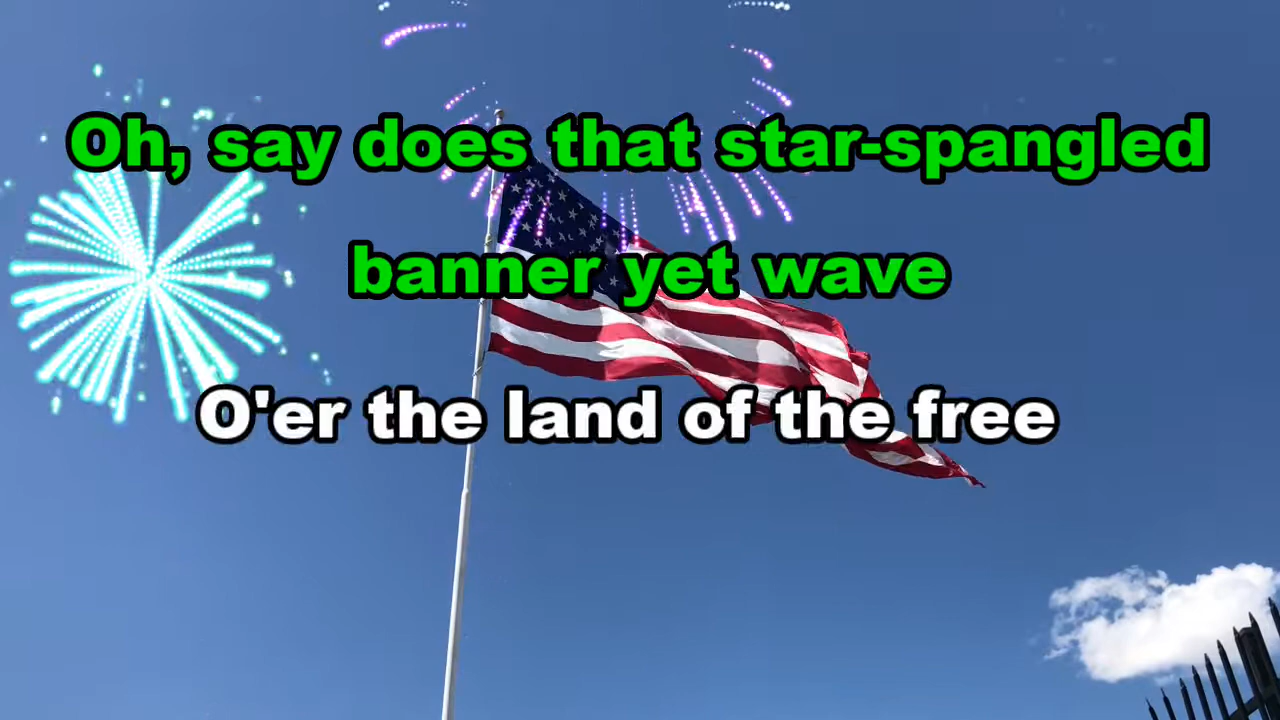 Oh, say does that star-spangled
banner yet wave
O'er the land of the free